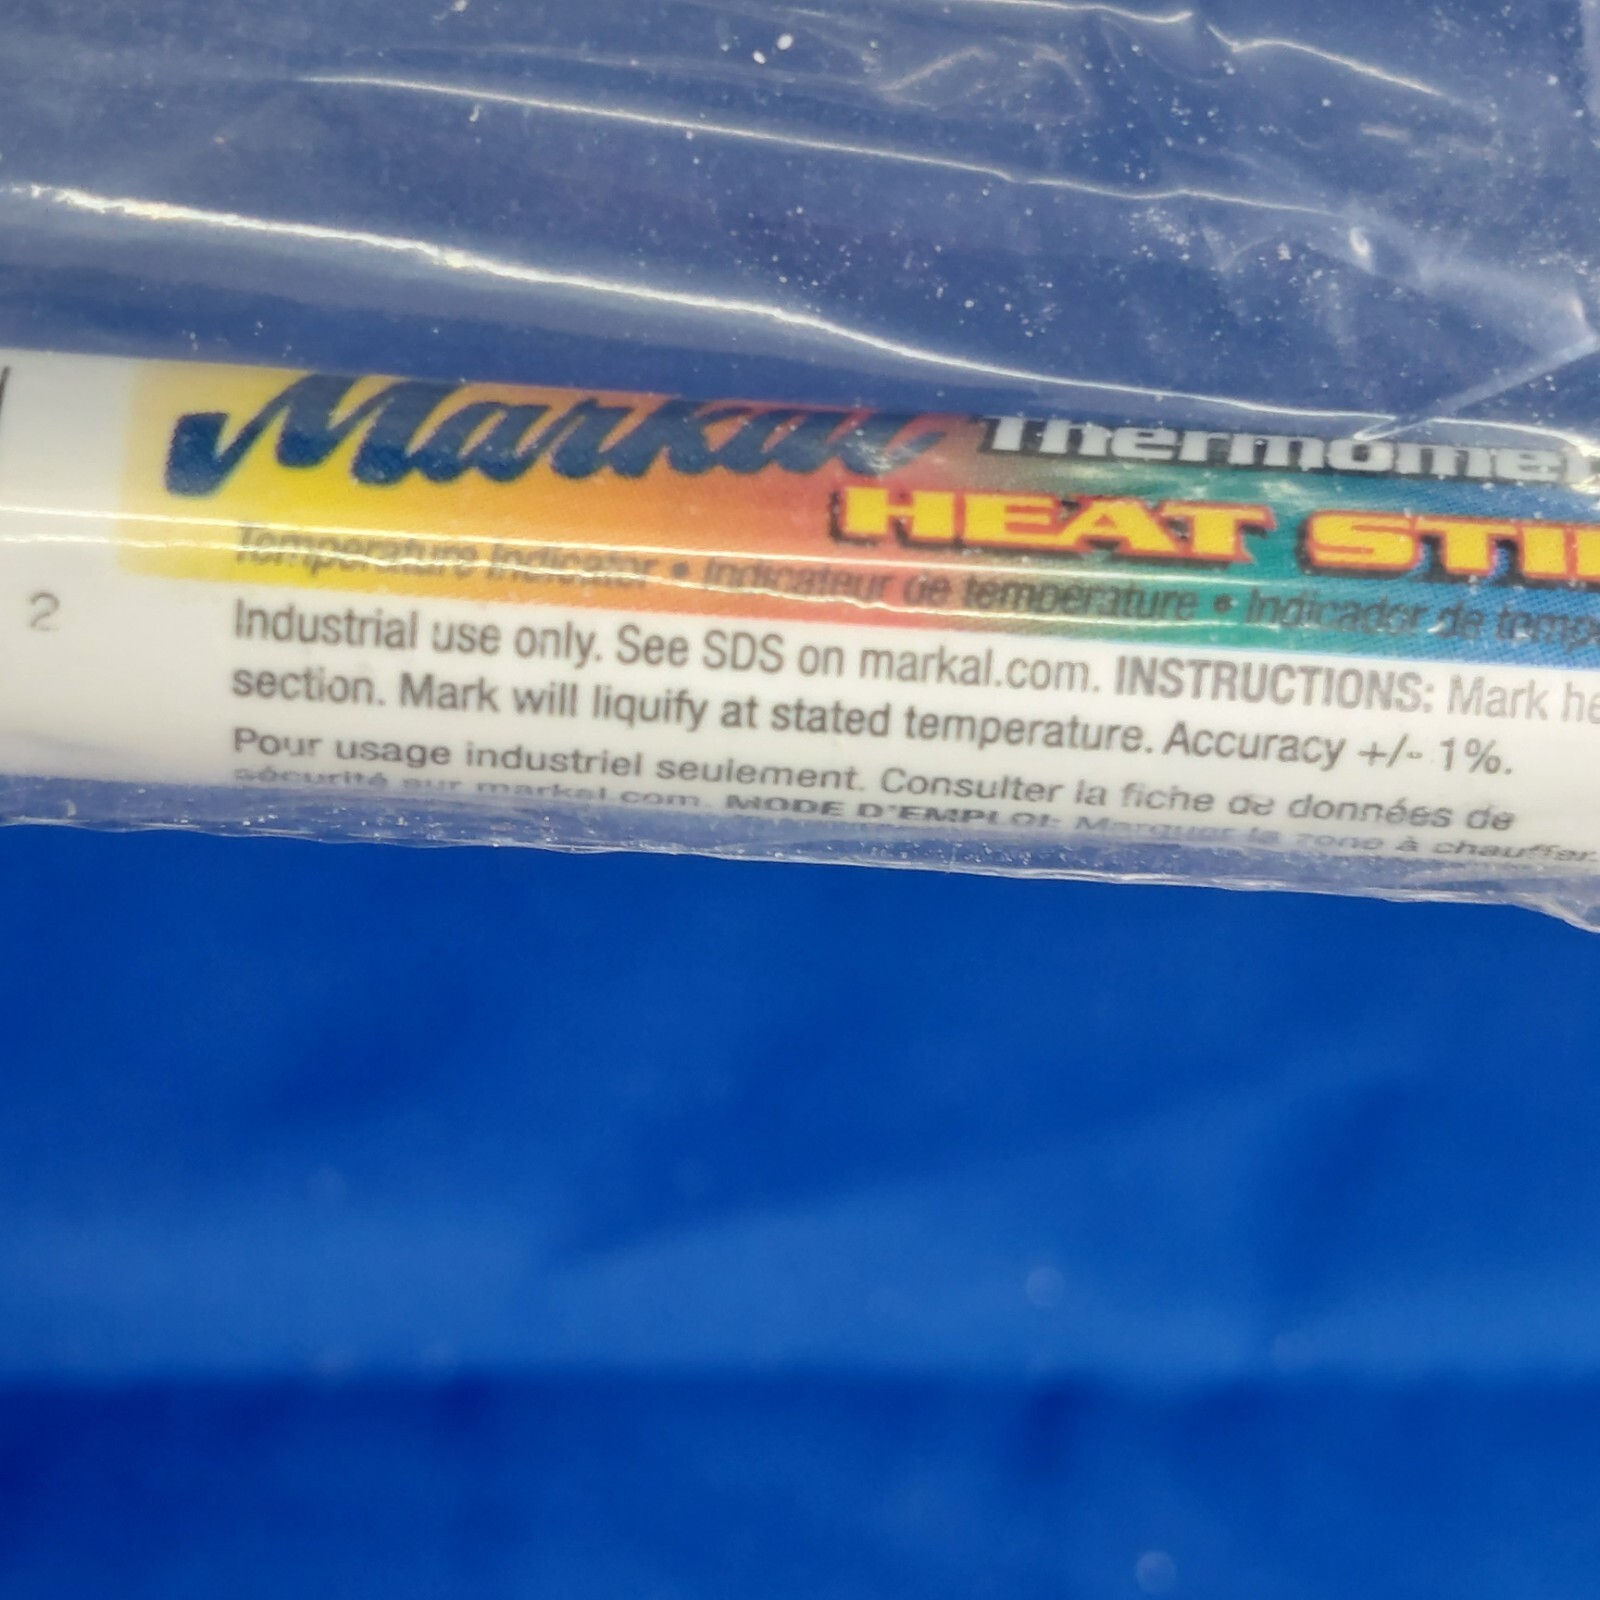 Markal Thermomel
HEAT STI
Temperature Indicator • Indicateur de température • Indicador de temp
2
Industrial use only. See SDS on markal.com. INSTRUCTIONS: Mark he
section. Mark will liquify at stated temperature. Accuracy +/- 1%.
Pour usage industriel seulement. Consulter la fiche de données de
sécurité sur markal.com. MODE D'EMPLOI: Marquer la zone à chauffer.